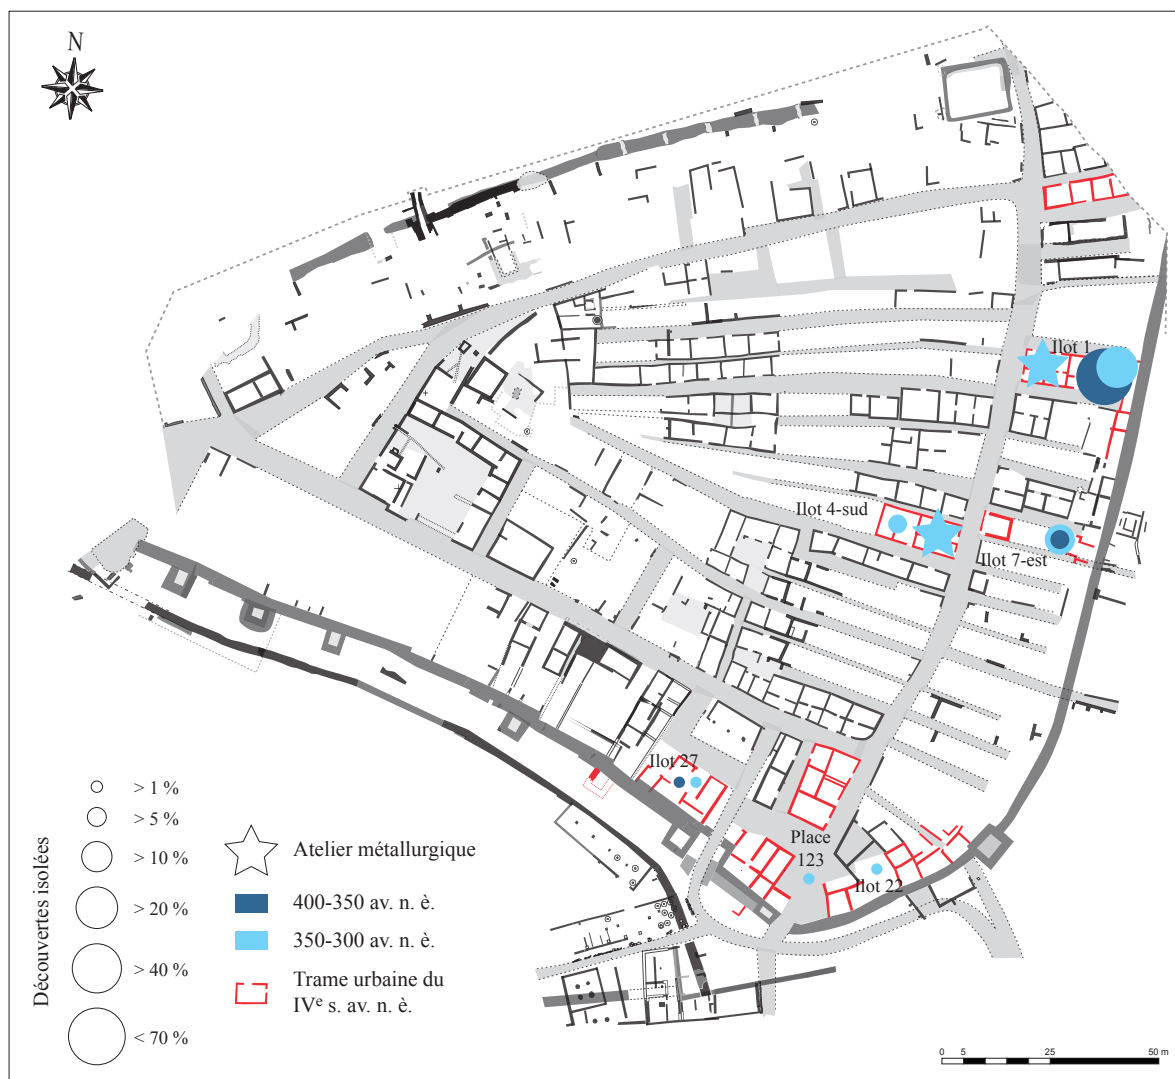 N
Ilot 1
Ilot 4-sud
Ilot 7-est
Ilot 27
Place
123
Ilot 22
Découvertes isolées
> 1 %
> 5 %
> 10 %
> 20 %
> 40 %
< 70 %
Atelier métallurgique
400-350 av. n. è.
350-300 av. n. è.
Trame urbaine du
IVe s. av. n. è.
0 5 25 50 m